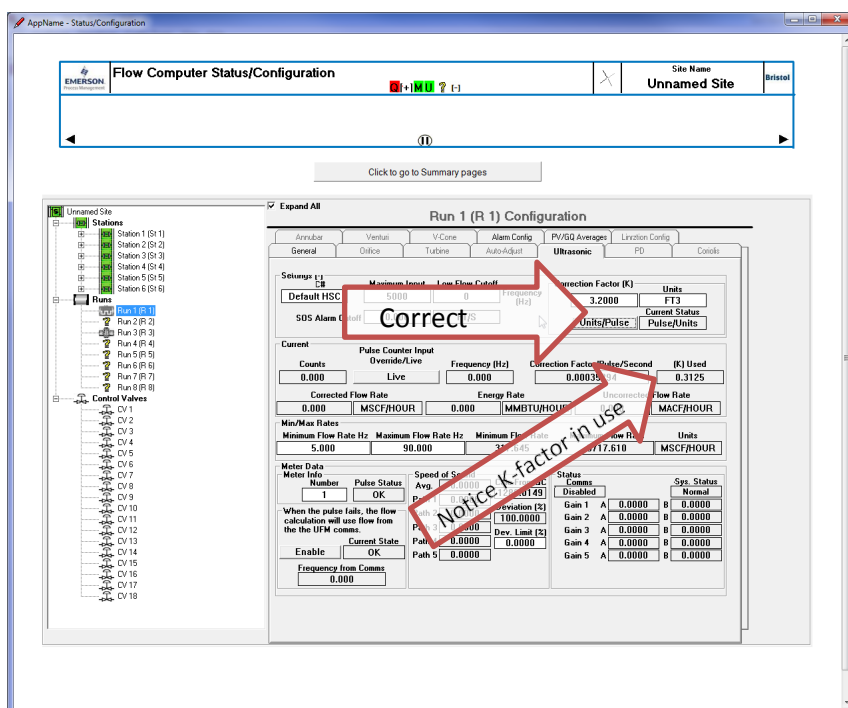 AppName - Status/Configuration
EMERSON
Process Management
Flow Computer Status/Configuration
Q [+] M U ? [-]
Site Name
Unnamed Site
Bristol
Click to go to Summary pages
Unnamed Site
Stations
Station 1 (St 1)
Station 2 (St 2)
Station 3 (St 3)
Station 4 (St 4)
Station 5 (St 5)
Station 6 (St 6)
Runs
Run 1 (R 1)
Run 2 (R 2)
Run 3 (R 3)
Run 4 (R 4)
Run 5 (R 5)
Run 6 (R 6)
Run 7 (R 7)
Run 8 (R 8)
Control Valves
CV 1
CV 2
CV 3
CV 4
CV 5
CV 6
CV 7
CV 8
CV 9
CV 10
CV 11
CV 12
CV 13
CV 14
CV 15
CV 16
CV 17
CV 18
Expand All
Run 1 (R 1) Configuration
Annubar Venturi V-Cone Alarm Config PV/GQ Averages Linrztion Config
General Orifice Turbine Auto-Adjust Ultrasonic PD Coriolis
Settings [-]
C# Maximum Input Low Flow Cutoff Frequency (Hz) Correction Factor (K) Units
Default HSC 5000 0 3.2000 FT3
Current Status
SOS Alarm Cutoff Units/Pulse Pulse/Units
Correct
Current
Pulse Counter Input
Counts Override/Live Frequency (Hz) Correction Factor/Pulse/Second (K) Used
0.000 Live 0.000 0.3125
Corrected Flow Rate Energy Rate Uncorrected Flow Rate
0.000 MSCF/HOUR 0.000 MMBTU/HOUR MACF/HOUR
Min/Max Rates
Minimum Flow Rate Hz Maximum Flow Rate Hz Minimum Flow Rate Flow Rate Units
5.000 90.000 MSCF/HOUR
Notice K-factor in use
Meter Data
Meter Info
Number Pulse Status
1 OK
When the pulse fails, the flow
calculation will use flow from
the the UFM comms.
Current State
Enable OK
Frequency from Comms
0.000
Speed of Sound
Avg.
Path 4 0.0000
Path 5 0.0000
Deviation (%)
100.0000
Dev. Limit (%)
0.0000
Status
Comms Sys. Status
Disabled Normal
Gain 1 A 0.0000 B 0.0000
Gain 2 A 0.0000 B 0.0000
Gain 3 A 0.0000 B 0.0000
Gain 4 A 0.0000 B 0.0000
Gain 5 A 0.0000 B 0.0000